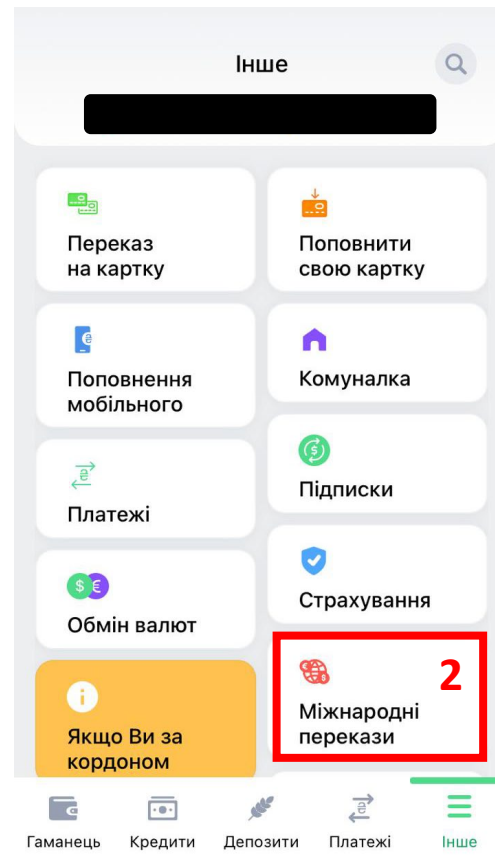 Інше
Переказ
на картку
Поповнити
свою картку
Поповнення
мобільного
Комуналка
Платежі
Підписки
Обмін валют
Страхування
Якщо Ви за
кордоном
2
Міжнародні
перекази
Гаманець
Кредити
Депозити
Платежі
Інше